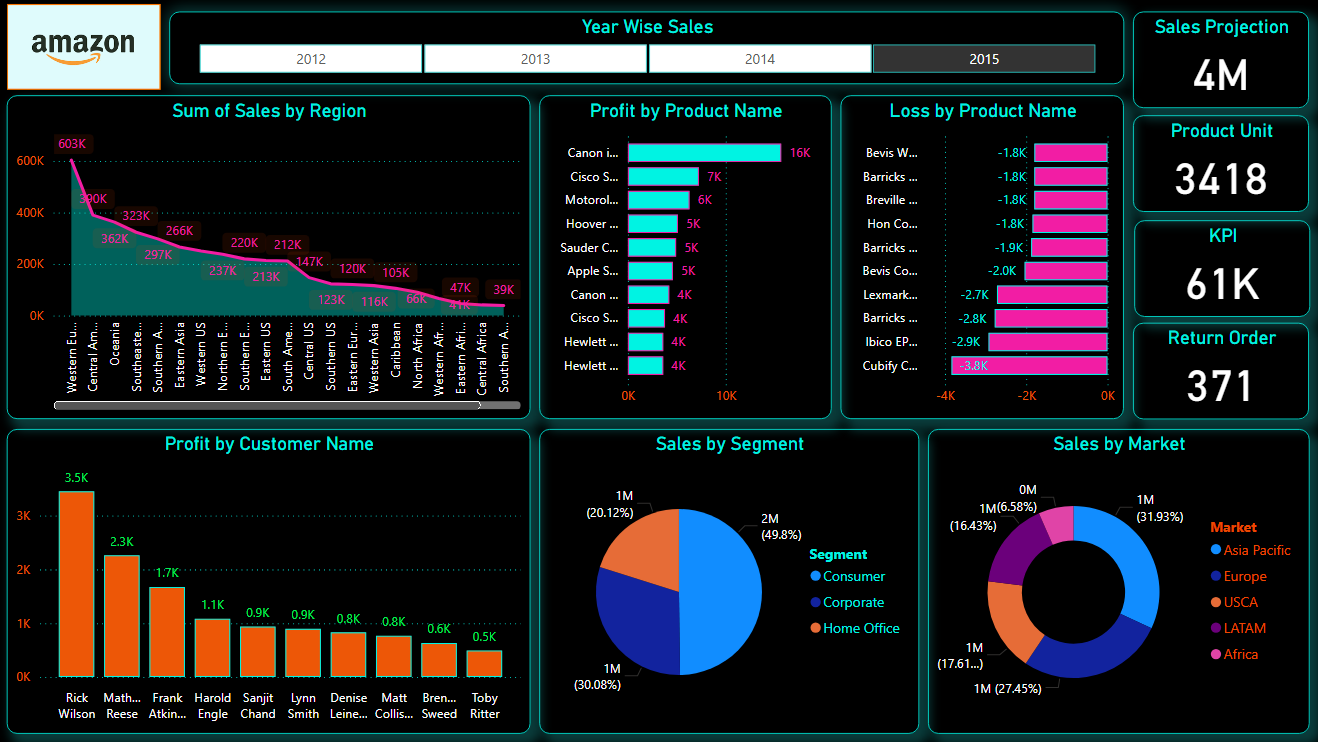 amazon
Year Wise Sales
2012
2013
2014
2015
Sales Projection
4M
Product Unit
3418
KPI
61K
Return Order
371
Sum of Sales by Region
600K
400K
200K
0K
603K
390K
362K
323K
297K
266K
237K
220K
213K
212K
147K
123K
120K
116K
105K
66K
47K
41K
39K
Western Eu...
Central Am...
Oceania
Southeaste...
Southern A...
Eastern Asia
Western US
Northern E...
Southern E...
Eastern US
South Ame...
Central US
Southern US
Eastern Eur...
Western Asia
Caribbean
North Africa
Western Afr...
Eastern Afri...
Central Africa
Southern A...
Profit by Product Name
Canon i... 16K
Cisco S... 7K
Motorol... 6K
Hoover ... 5K
Sauder C... 5K
Apple S... 5K
Canon ... 4K
Cisco S... 4K
Hewlett ... 4K
Hewlett ... 4K
0K 10K
Loss by Product Name
Bevis W... -1.8K
Barricks ... -1.8K
Breville ... -1.8K
Hon Co... -1.8K
Barricks ... -1.9K
Bevis Co... -2.0K
Lexmark... -2.7K
Barricks ... -2.8K
Ibico EP... -2.9K
Cubify C... -3.8K
-4K -2K 0K
Profit by Customer Name
3K
2K
1K
0K
3.5K
2.3K
1.7K
1.1K
0.9K
0.9K
0.8K
0.8K
0.6K
0.5K
Rick
Wilson
Math...
Reese
Frank
Atkin...
Harold
Engle
Sanjit
Chand
Lynn
Smith
Denise
Leine...
Matt
Collis...
Bren...
Sweed
Toby
Ritter
Sales by Segment
1M
(20.12%)
2M
(49.8%)
1M
(30.08%)
Segment
Consumer
Corporate
Home Office
Sales by Market
0M
(6.58%)
1M
(16.43%)
1M
(31.93%)
1M
(17.61...)
1M (27.45%)
Market
Asia Pacific
Europe
USCA
LATAM
Africa